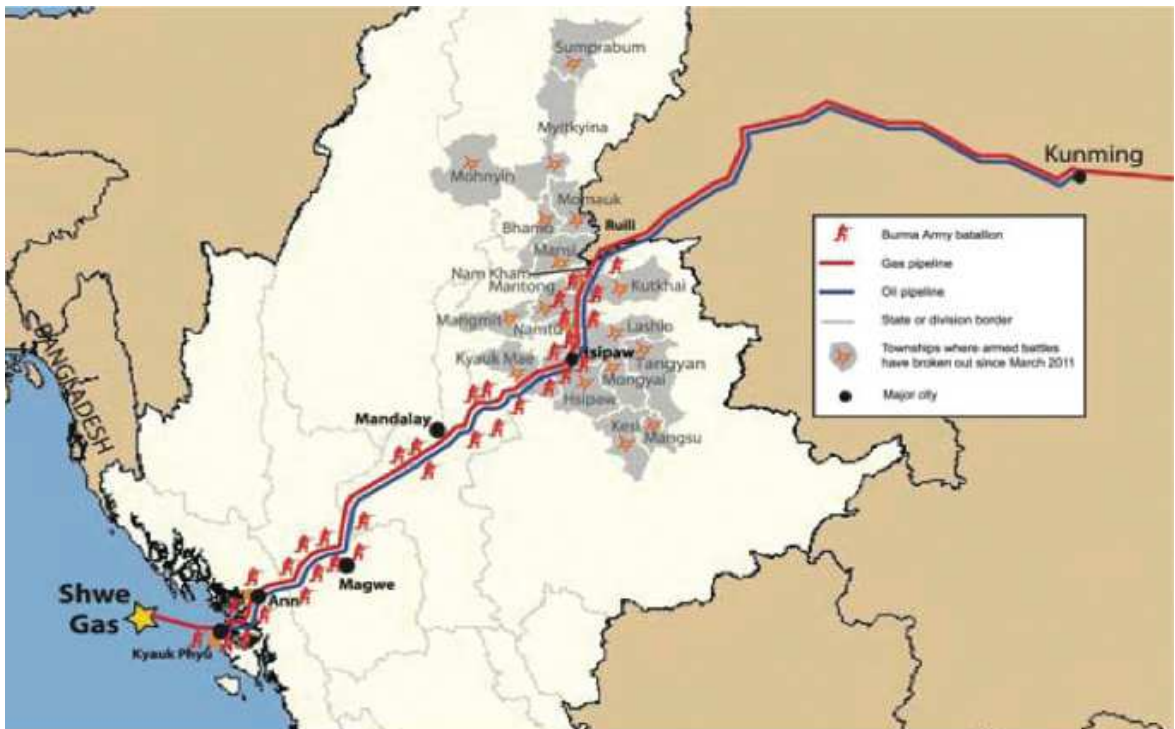 Sumprabum
Myitkyina
Mohnyin
Kunming
Momauk
Bhamo
Ruili
Mansi
Nam Kham
Maritong
Kutkhai
Mangmit
Namtu
Lashio
Kyauk Mae
Hsipaw
Tangyan
Mongyai
Hsipaw
Kesi
Mangsu
Mandalay
BANGLADESH
Magwe
Ann
Shwe
Gas
Kyauk Phyu
Burma Army batallion
Gas pipeline
Oil pipeline
State or division border
Townships where armed battles
have broken out since March 2011
Major city